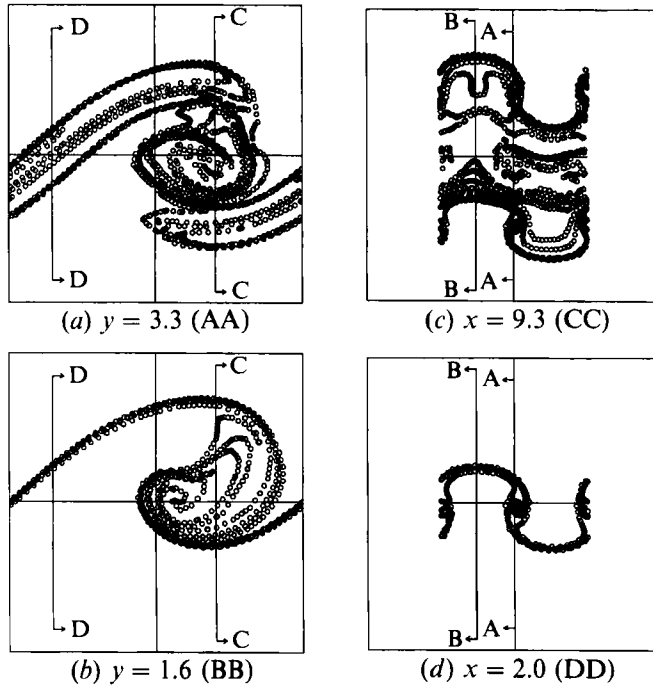 D
C
D
C
(a) y = 3.3 (AA)
B
A
B
A
(c) x = 9.3 (CC)
D
C
D
C
(b) y = 1.6 (BB)
B
A
B
A
(d) x = 2.0 (DD)